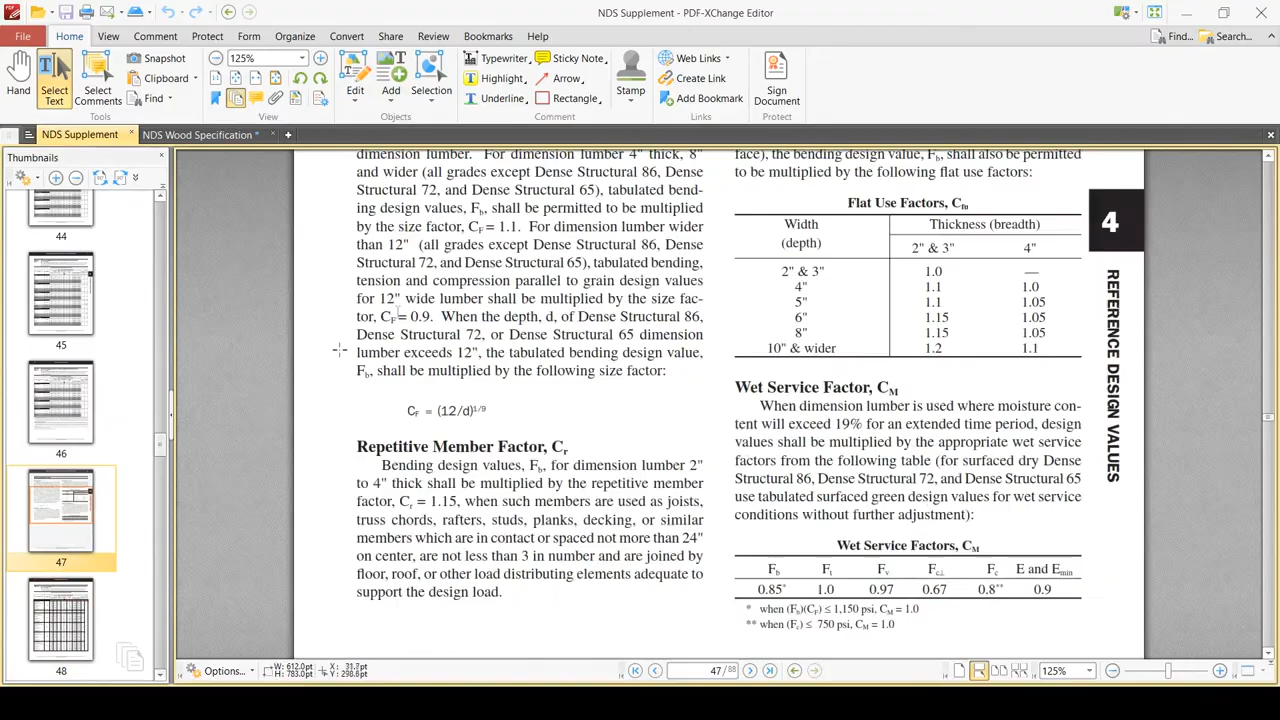 NDS Supplement - PDF-XChange Editor
File
Home
View
Comment
Protect
Form
Organize
Convert
Share
Review
Bookmarks
Help
Find...
Search...
Hand
Select
Text
Select
Comments
Snapshot
Clipboard
Find
Tools
125%
View
Edit
Add
Selection
Objects
Typewriter
Highlight
Underline
Sticky Note
Arrow
Rectangle
Stamp
Comment
Web Links
Create Link
Add Bookmark
Links
Sign
Document
Protect
NDS Supplement
NDS Wood Specification *
Thumbnails
44
45
46
47
48
dimension lumber. For dimension lumber 4" thick, 8"
and wider (all grades except Dense Structural 86, Dense
Structural 72, and Dense Structural 65), tabulated bend-
ing design values, Fb, shall be permitted to be multiplied
by the size factor, CF = 1.1. For dimension lumber wider
than 12" (all grades except Dense Structural 86, Dense
Structural 72, and Dense Structural 65), tabulated bending,
tension and compression parallel to grain design values
for 12" wide lumber shall be multiplied by the size fac-
tor, CF = 0.9. When the depth, d, of Dense Structural 86,
Dense Structural 72, or Dense Structural 65 dimension
lumber exceeds 12", the tabulated bending design value,
Fb, shall be multiplied by the following size factor:
CF = (12/d)1/9
Repetitive Member Factor, Cr
Bending design values, Fb, for dimension lumber 2"
to 4" thick shall be multiplied by the repetitive member
factor, Cr = 1.15, when such members are used as joists,
truss chords, rafters, studs, planks, decking, or similar
members which are in contact or spaced not more than 24"
on center, are not less than 3 in number and are joined by
floor, roof, or other load distributing elements adequate to
support the design load.
face), the bending design value, Fb, shall also be permitted
to be multiplied by the following flat use factors:
Flat Use Factors, Cfu
Width Thickness (breadth)
(depth) 2" & 3" 4"
2" & 3" 1.0 —
4" 1.1 1.0
5" 1.1 1.05
6" 1.15 1.05
8" 1.15 1.05
10" & wider 1.2 1.1
Wet Service Factor, CM
When dimension lumber is used where moisture con-
tent will exceed 19% for an extended time period, design
values shall be multiplied by the appropriate wet service
factors from the following table (for surfaced dry Dense
Structural 86, Dense Structural 72, and Dense Structural 65
use tabulated surfaced green design values for wet service
conditions without further adjustment):
Wet Service Factors, CM
Fb Ft Fv Fc⊥ Fc E and Emin
0.85* 1.0 0.97 0.67 0.8** 0.9
* when (Fb)(CF) ≤ 1,150 psi, CM = 1.0
** when (Fc) ≤ 750 psi, CM = 1.0
4
REFERENCE DESIGN VALUES
Options...
W: 612.0pt
H: 783.0pt
X: 31.7pt
Y: 298.8pt
47 / 88
125%